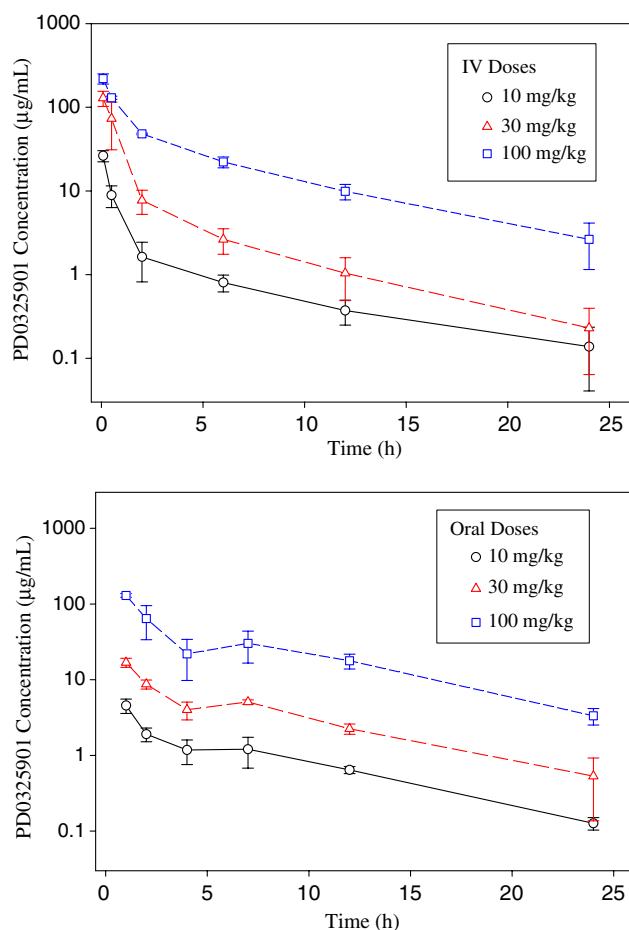 PD0325901 Concentration (μg/mL)
1000
100
10
1
0.1
IV Doses
10 mg/kg
30 mg/kg
100 mg/kg
0 5 10 15 20 25
Time (h)
PD0325901 Concentration (μg/mL)
1000
100
10
1
0.1
Oral Doses
10 mg/kg
30 mg/kg
100 mg/kg
0 5 10 15 20 25
Time (h)